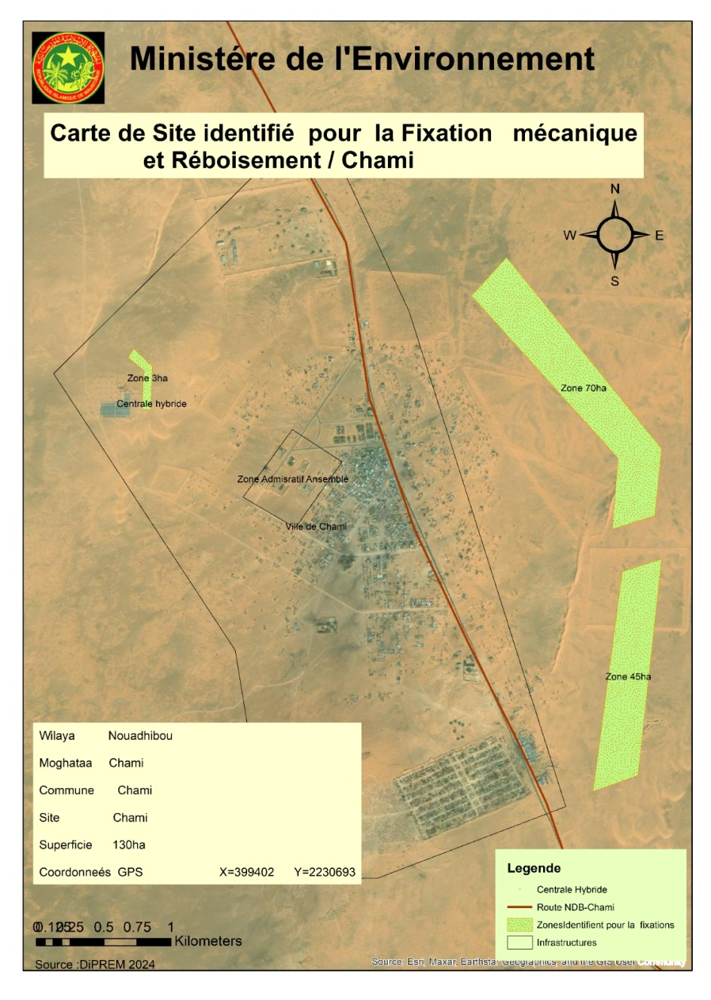 Ministére de l'Environnement
Carte de Site identifié pour la Fixation mécanique
et Réboisement / Chami
N
W E
S
Zone 3ha
Centrale hybride
Zone 70ha
Zone Admisratif Ansemblé
Ville de Chami
Zone 45ha
Wilaya Nouadhibou
Moghataa Chami
Commune Chami
Site Chami
Superficie 130ha
Coordonneés GPS X=399402 Y=2230693
Legende
Centrale Hybride
Route NDB-Chami
ZonesIdentifient pour la fixations
Infrastructures
0.5 0.75 1
Kilometers
Source :DiPREM 2024
Source: Esri, Maxar, Earthstar Geographics, and the GIS User Community